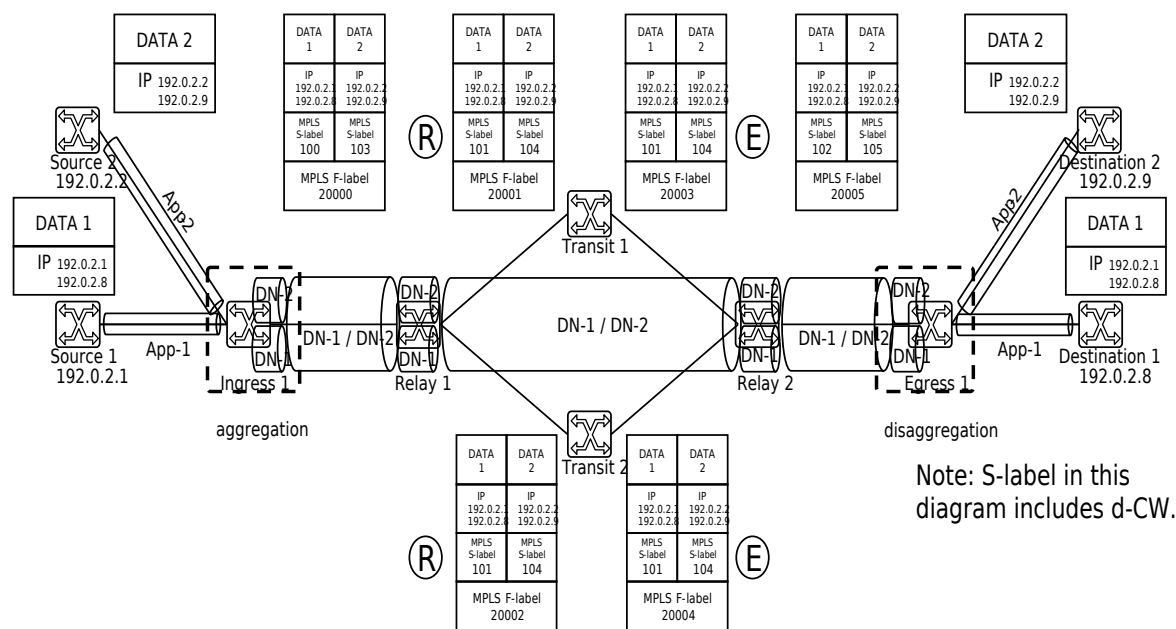 DATA 2
IP 192.0.2.2
192.0.2.9
DATA
1
DATA
2
IP
192.0.2.1
192.0.2.8
IP
192.0.2.2
192.0.2.9
MPLS
S-label
100
MPLS
S-label
103
MPLS F-label
20000
R
DATA
1
DATA
2
IP
192.0.2.1
192.0.2.8
IP
192.0.2.2
192.0.2.9
MPLS
S-label
101
MPLS
S-label
104
MPLS F-label
20001
DATA
1
DATA
2
IP
192.0.2.1
192.0.2.8
IP
192.0.2.2
192.0.2.9
MPLS
S-label
101
MPLS
S-label
104
MPLS F-label
20003
E
DATA
1
DATA
2
IP
192.0.2.1
192.0.2.8
IP
192.0.2.2
192.0.2.9
MPLS
S-label
102
MPLS
S-label
105
MPLS F-label
20005
DATA 2
IP 192.0.2.2
192.0.2.9
Source 2
192.0.2.2
App2
Destination 2
192.0.2.9
App2
DATA 1
IP 192.0.2.1
192.0.2.8
DATA 1
IP 192.0.2.1
192.0.2.8
Transit 1
Source 1
192.0.2.1
App-1
DN-2
DN-1
Ingress 1
DN-1 / DN-2
DN-2
DN-1
Relay 1
DN-1 / DN-2
DN-2
DN-1
Relay 2
DN-1 / DN-2
DN-2
DN-1
Egress 1
App-1
Destination 1
192.0.2.8
aggregation
disaggregation
Transit 2
R
DATA
1
DATA
2
IP
192.0.2.1
192.0.2.8
IP
192.0.2.2
192.0.2.9
MPLS
S-label
101
MPLS
S-label
104
MPLS F-label
20002
DATA
1
DATA
2
IP
192.0.2.1
192.0.2.8
IP
192.0.2.2
192.0.2.9
MPLS
S-label
101
MPLS
S-label
104
MPLS F-label
20004
E
Note: S-label in this
diagram includes d-CW.